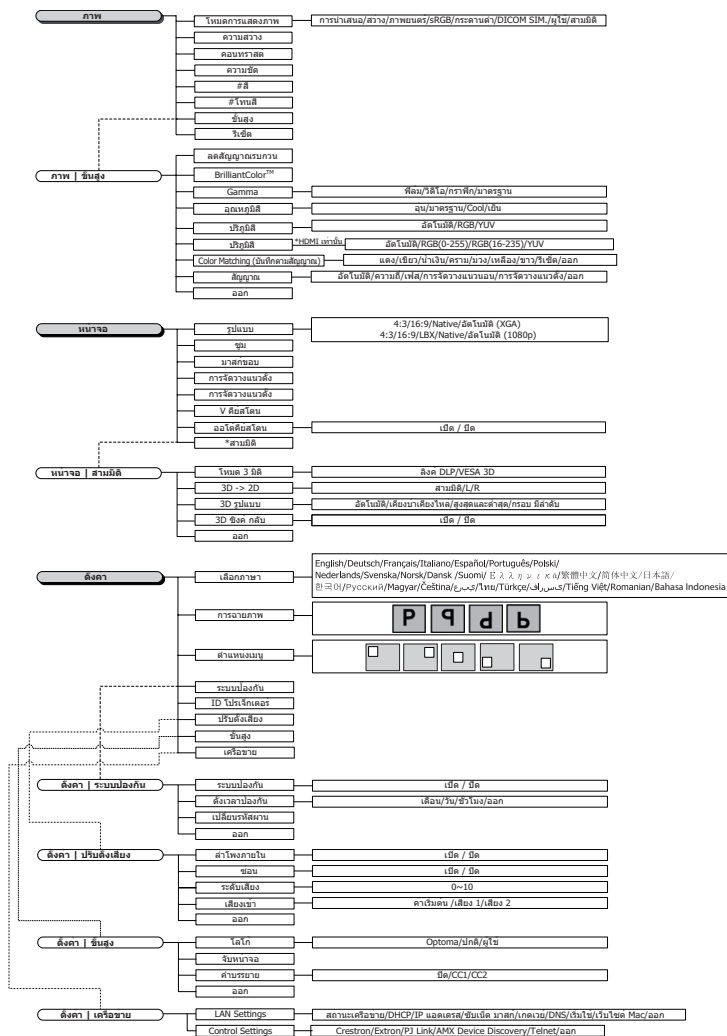 ภาพ
โหมดการแสดงภาพ
การนำเสนอ/สว่าง/ภาพยนตร์/sRGB/กระดานดำ/DICOM SIM./ผู้ใช้/สามมิติ
ความสว่าง
คอนทราสต์
ความชัด
#สี
#โทนสี
ขั้นสูง
รีเซ็ต
ภาพ | ขั้นสูง
ลดสัญญาณรบกวน
BrilliantColor™
Gamma
ฟิล์ม/วิดีโอ/กราฟิก/มาตรฐาน
อุณหภูมิสี
อุ่น/มาตรฐาน/Cool/เย็น
ปริภูมิสี
อัตโนมัติ/RGB/YUV
ปริภูมิสี
*HDMI เท่านั้น
อัตโนมัติ/RGB(0-255)/RGB(16-235)/YUV
Color Matching (บันทึกตามสัญญาณ)
แดง/เขียว/น้ำเงิน/คราม/ม่วง/เหลือง/ขาว/รีเซ็ต/ออก
สัญญาณ
อัตโนมัติ/ความถี่/เฟส/การจัดวางแนวนอน/การจัดวางแนวตั้ง/ออก
ออก
หน้าจอ
รูปแบบ
4:3/16:9/Native/อัตโนมัติ (XGA)
4:3/16:9/LBX/Native/อัตโนมัติ (1080p)
ซูม
มาสก์ขอบ
การจัดวางแนวตั้ง
การจัดวางแนวตั้ง
V คีย์สโตน
ออโต้คีย์สโตน
เปิด / ปิด
*สามมิติ
หน้าจอ | สามมิติ
โหมด 3 มิติ
ลิงค์ DLP/VESA 3D
3D -> 2D
สามมิติ/L/R
3D รูปแบบ
อัตโนมัติ/เคียงบ่าเคียงไหล่/สูงสุดและต่ำสุด/กรอบ มีลำดับ
3D ซิงค์ กลับ
เปิด / ปิด
ออก
ตั้งค่า
เลือกภาษา
English/Deutsch/Français/Italiano/Español/Português/Polski/
Nederlands/Svenska/Norsk/Dansk /Suomi/Ελληνικά/繁體中文/简体中文/日本語/
한국어/Русский/Magyar/Čeština/عربي/ไทย/Türkçe/فارسی/Tiếng Việt/Romanian/Bahasa Indonesia
การฉายภาพ
P
ตำแหน่งเมนู
ระบบป้องกัน
ID โปรเจ็กเตอร์
ปรับตั้งเสียง
ขั้นสูง
เครือข่าย
ตั้งค่า | ระบบป้องกัน
ระบบป้องกัน
เปิด / ปิด
ตั้งเวลาป้องกัน
เดือน/วัน/ชั่วโมง/ออก
เปลี่ยนรหัสผ่าน
ออก
ตั้งค่า | ปรับตั้งเสียง
ลำโพงภายใน
เปิด / ปิด
ซ่อน
เปิด / ปิด
ระดับเสียง
0~10
เสียงเข้า
ค่าเริ่มต้น /เสียง 1/เสียง 2
ออก
ตั้งค่า | ขั้นสูง
โลโก้
Optoma/ปกติ/ผู้ใช้
จับหน้าจอ
คำบรรยาย
ปิด/CC1/CC2
ออก
ตั้งค่า | เครือข่าย
LAN Settings
สถานะเครือข่าย/DHCP/IP แอดเดรส/ซับเน็ต มาสก์/เกตเวย์/DNS/เริ่มใช้/เว็บไซต์ Mac/ออก
Control Settings
Crestron/Extron/PJ Link/AMX Device Discovery/Telnet/ออก